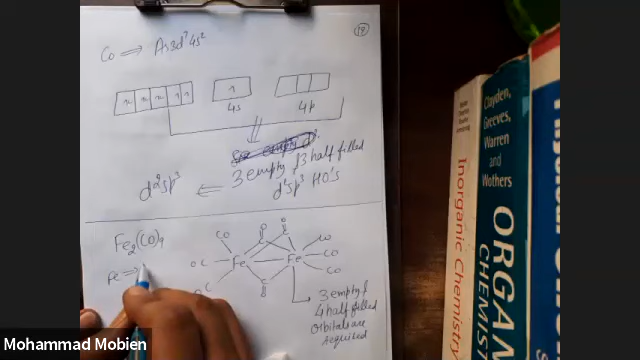 Co ⟹ Ar3d⁷4s²
19
4s
4p
3 empty & 3 half filled
d²sp³ ⟸ d²sp³ HO's
Fe₂(CO)₉
Fe ⟹
CO
O
C
O
C
CO
OC
Fe
Fe
CO
OC
C
O
CO
3 empty &
4 half filled
orbitals are
required
Inorganic Chemistry
Clayden,
Greeves,
Warren
and
Wothers
ORGANIC
CHEMISTRY
Mohammad Mobien